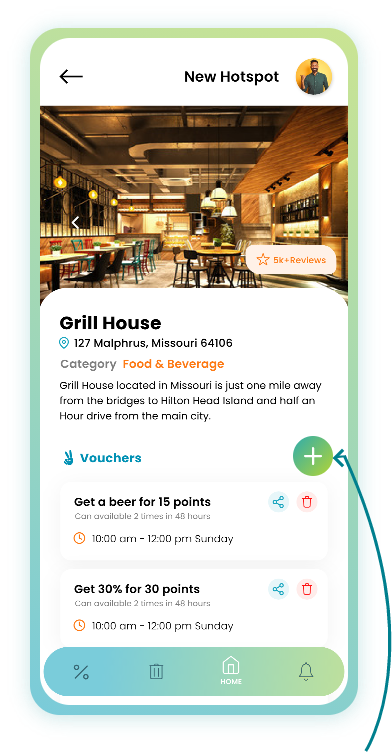 New Hotspot
5k+Reviews
Grill House
127 Malphrus, Missouri 64106
Category Food & Beverage
Grill House located in Missouri is just one mile away
from the bridges to Hilton Head Island and half an
Hour drive from the main city.
Vouchers
Get a beer for 15 points
Can available 2 times in 48 hours
10:00 am - 12:00 pm Sunday
Get 30% for 30 points
Can available 2 times in 48 hours
10:00 am - 12:00 pm Sunday
HOME